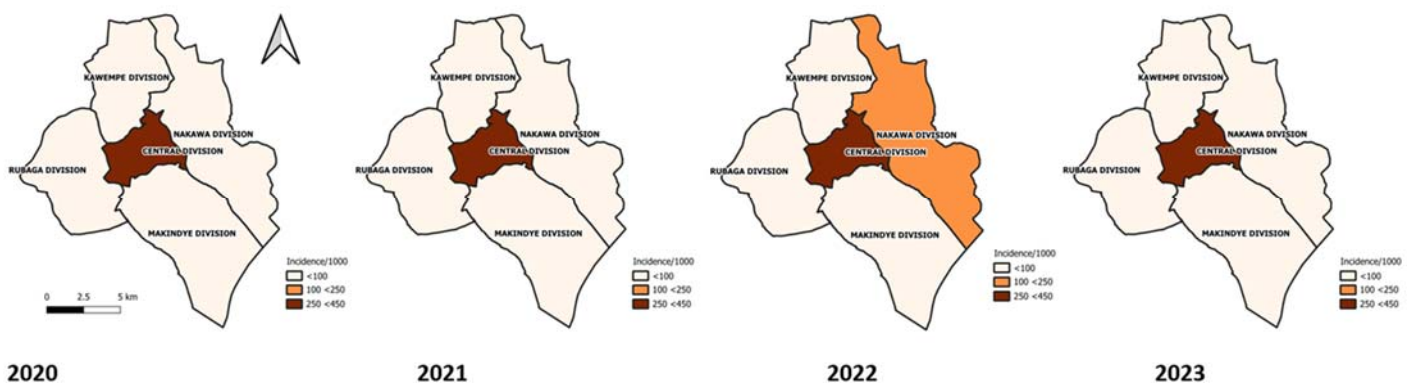 KAWEMPE DIVISION
NAKAWA DIVISION
CENTRAL DIVISION
RUBAGA DIVISION
MAKINDYE DIVISION
Incidence/1000
<100
100 <250
250 <450
0 2.5 5 km
2020
KAWEMPE DIVISION
NAKAWA DIVISION
CENTRAL DIVISION
RUBAGA DIVISION
MAKINDYE DIVISION
Incidence/1000
<100
100 <250
250 <450
2021
KAWEMPE DIVISION
NAKAWA DIVISION
CENTRAL DIVISION
RUBAGA DIVISION
MAKINDYE DIVISION
Incidence/1000
<100
100 <250
250 <450
2022
KAWEMPE DIVISION
NAKAWA DIVISION
CENTRAL DIVISION
RUBAGA DIVISION
MAKINDYE DIVISION
Incidence/1000
<100
100 <250
250 <450
2023